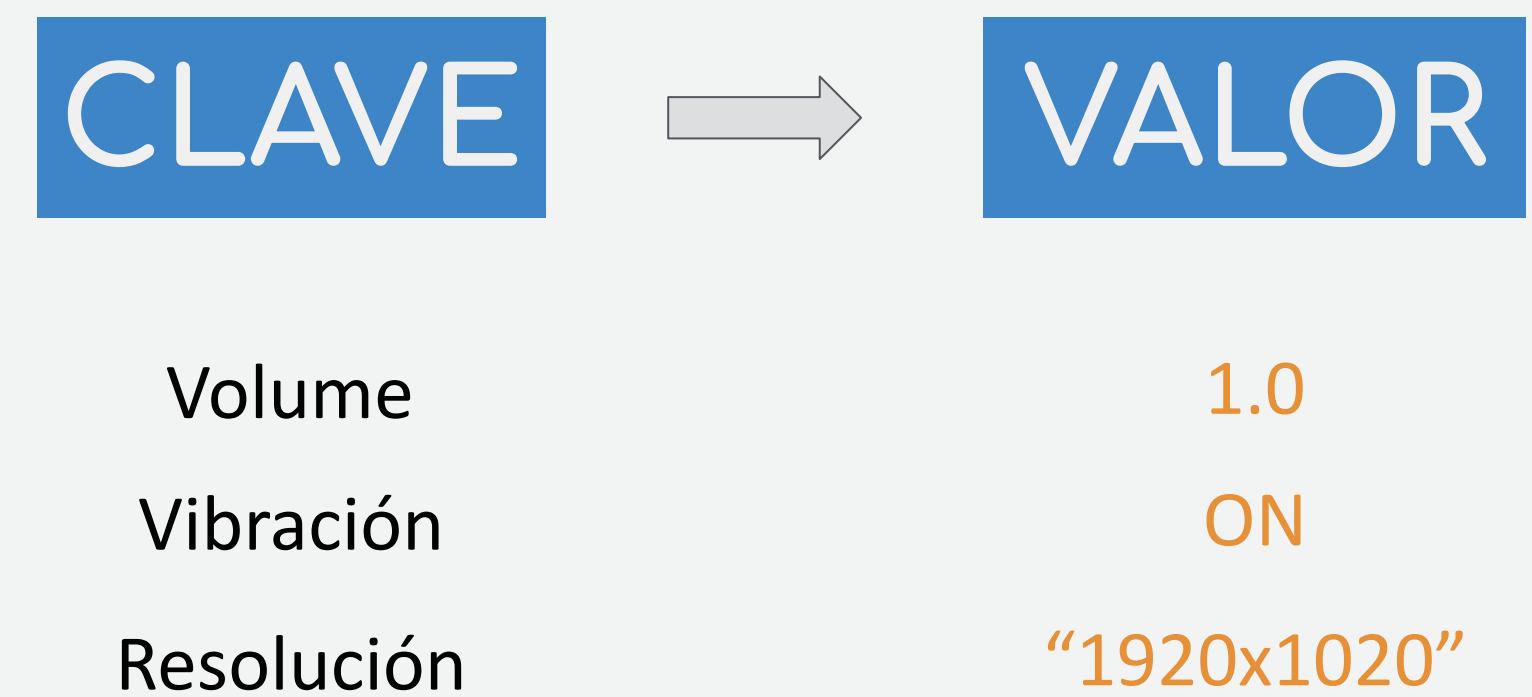 CLAVE VALOR
Volume 1.0
Vibración ON
Resolución “1920x1020”